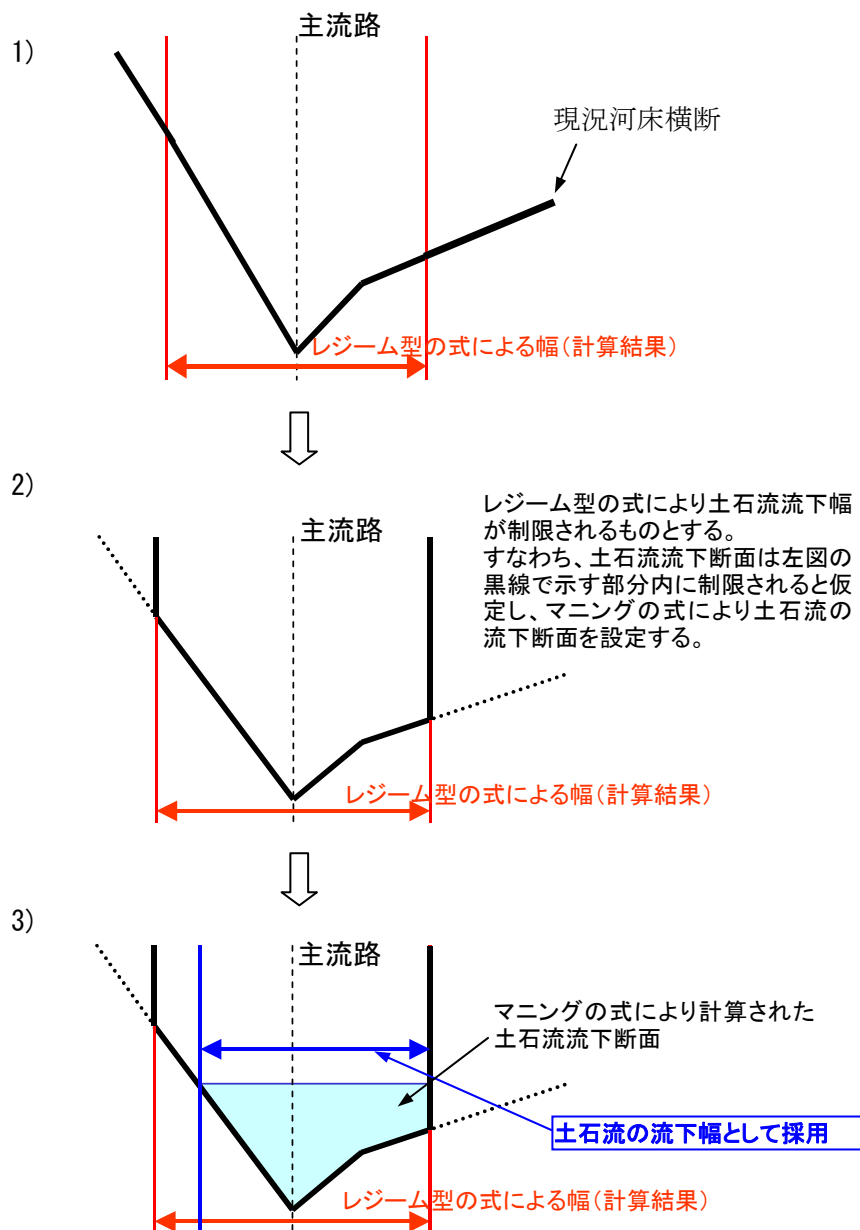 1)
主流路
現況河床横断
レジーム型の式による幅(計算結果)
2)
主流路
レジーム型の式により土石流流下幅
が制限されるものとする。
すなわち、土石流流下断面は左図の
黒線で示す部分内に制限されると仮
定し、マニングの式により土石流の
流下断面を設定する。
レジーム型の式による幅(計算結果)
3)
主流路
マニングの式により計算された
土石流流下断面
土石流の流下幅として採用
レジーム型の式による幅(計算結果)